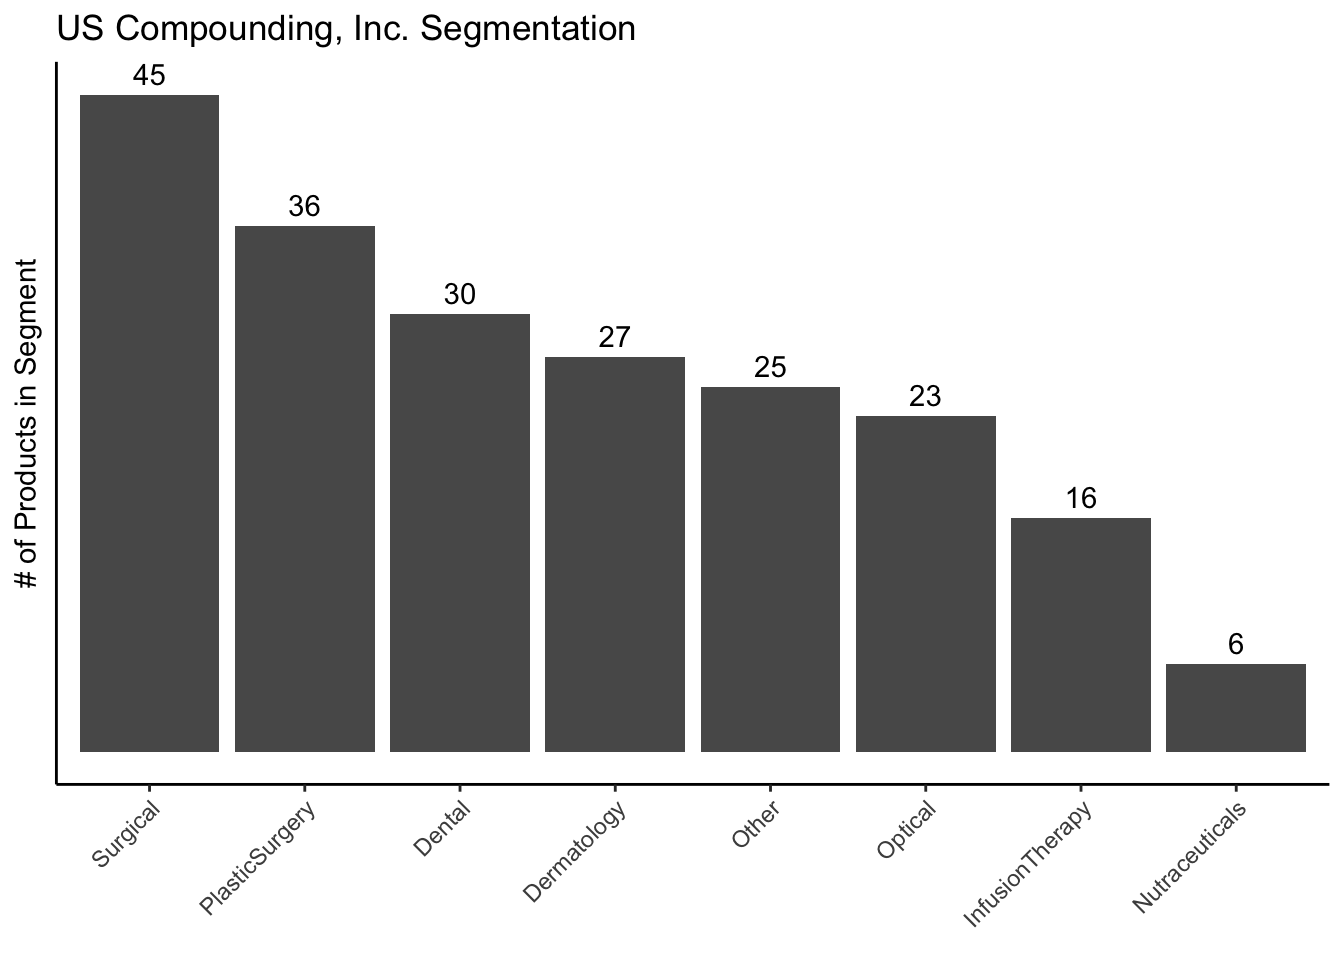 US Compounding, Inc. Segmentation
# of Products in Segment
45
36
30
27
25
23
16
6
Surgical
PlasticSurgery
Dental
Dermatology
Other
Optical
InfusionTherapy
Nutraceuticals